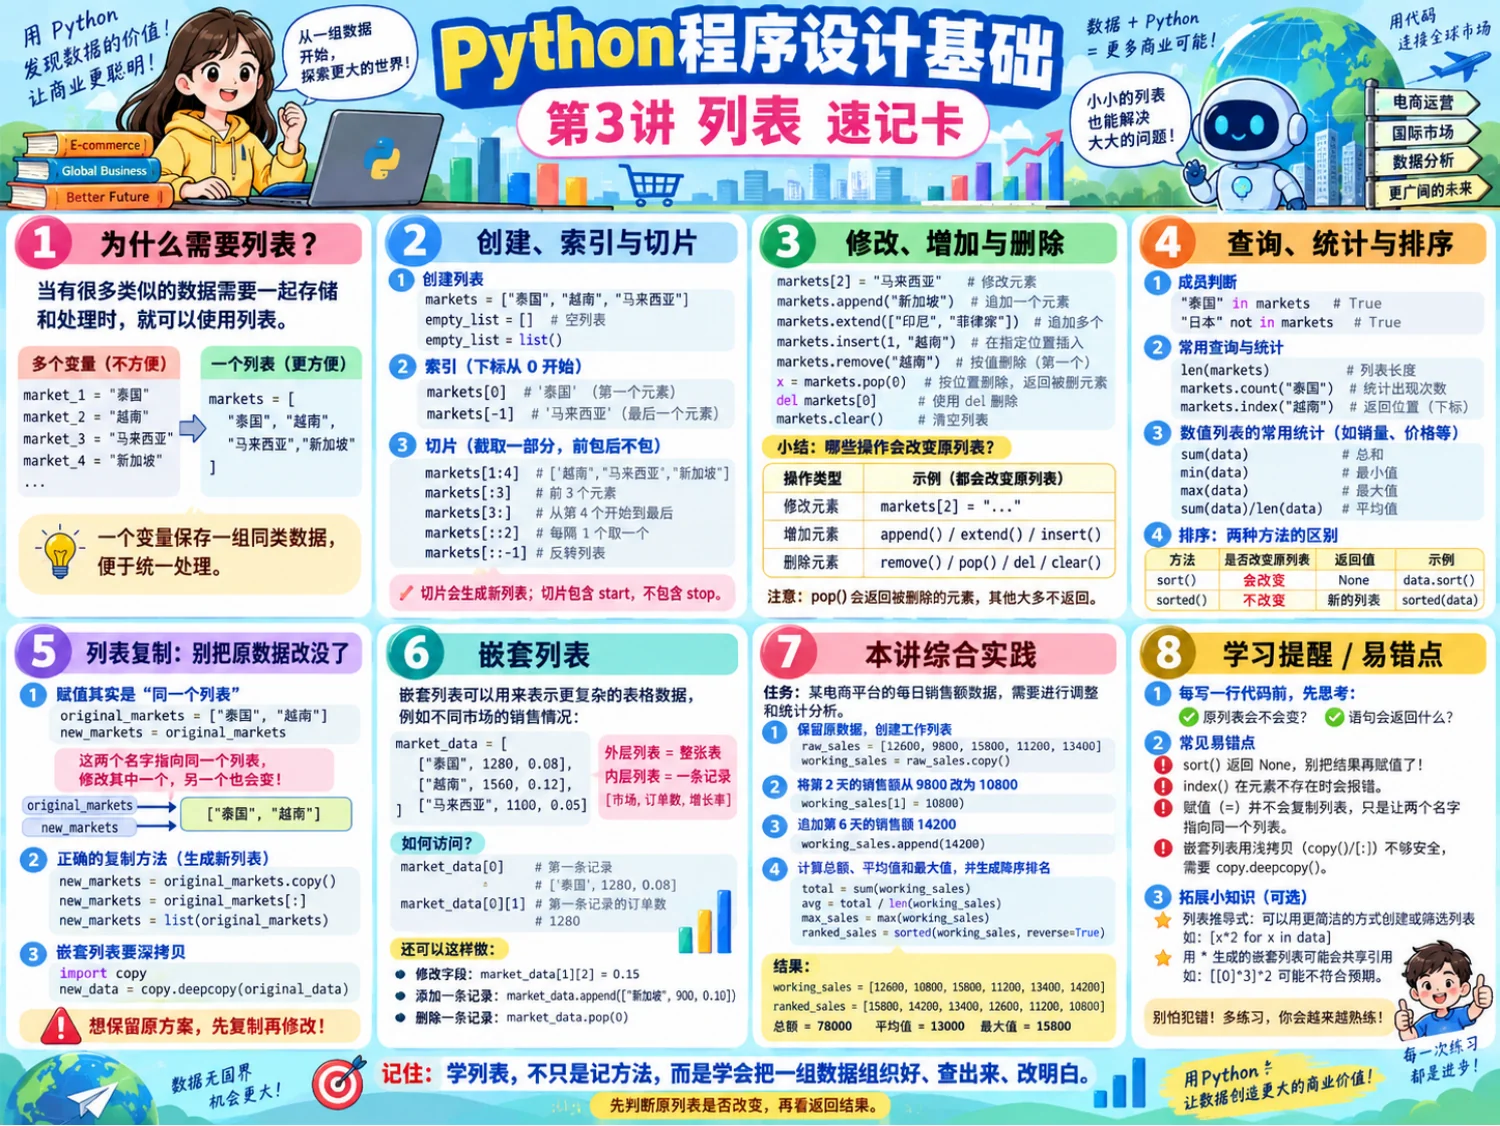 用 Python
发现数据的价值!
让商业更聪明!
从一组数据
开始,
探索更大的世界!
E-commerce
Global Business
Better Future
Python程序设计基础
第3讲 列表 速记卡
数据 + Python
= 更多商业可能!
小小的列表
也能解决
大大的问题!
用代码
连接全球市场
电商运营
国际市场
数据分析
更广阔的未来
1 为什么需要列表?
当有很多类似的数据需要一起存储
和处理时,就可以使用列表。
多个变量(不方便)
market_1 = "泰国"
market_2 = "越南"
market_3 = "马来西亚"
market_4 = "新加坡"
...
一个列表(更方便)
markets = [
"泰国", "越南",
"马来西亚","新加坡"
]
一个变量保存一组同类数据,
便于统一处理。
2 创建、索引与切片
1 创建列表
markets = ["泰国", "越南", "马来西亚"]
empty_list = [] # 空列表
empty_list = list()
2 索引(下标从 0 开始)
markets[0] # '泰国' (第一个元素)
markets[-1] # '马来西亚'(最后一个元素)
3 切片(截取一部分,前包后不包)
markets[1:4] # ['越南","马来西亚","新加坡"]
markets[:3] # 前 3 个元素
markets[3:] # 从第 4 个开始到最后
markets[::2] # 每隔 1 个取一个
markets[::-1] # 反转列表
切片会生成新列表;切片包含 start,不包含 stop。
3 修改、增加与删除
markets[2] = "马来西亚" # 修改元素
markets.append("新加坡") # 追加一个元素
markets.extend(["印尼", "菲律宾"]) # 追加多个
markets.insert(1, "越南") # 在指定位置插入
markets.remove("越南") # 按值删除(第一个)
x = markets.pop(0) # 按位置删除,返回被删元素
del markets[0] # 使用 del 删除
markets.clear() # 清空列表
小结:哪些操作会改变原列表?
操作类型 示例(都会改变原列表)
修改元素 markets[2] = "..."
增加元素 append() / extend() / insert()
删除元素 remove() / pop() / del / clear()
注意:pop() 会返回被删除的元素,其他大多不返回。
4 查询、统计与排序
1 成员判断
"泰国" in markets # True
"日本" not in markets # True
2 常用查询与统计
len(markets) # 列表长度
markets.count("泰国") # 统计出现次数
markets.index("越南") # 返回位置(下标)
3 数值列表的常用统计(如销量、价格等)
sum(data) # 总和
min(data) # 最小值
max(data) # 最大值
sum(data)/len(data) # 平均值
4 排序:两种方法的区别
方法 是否改变原列表 返回值 示例
sort() 会改变 None data.sort()
sorted() 不改变 新的列表 sorted(data)
5 列表复制:别把原数据改没了
1 赋值其实是“同一个列表”
original_markets = ["泰国", "越南"]
new_markets = original_markets
这两个名字指向同一个列表,
修改其中一个,另一个也会变!
original_markets
new_markets
["泰国", "越南"]
2 正确的复制方法(生成新列表)
new_markets = original_markets.copy()
new_markets = original_markets[:]
new_markets = list(original_markets)
3 嵌套列表要深拷贝
import copy
new_data = copy.deepcopy(original_data)
想保留原方案,先复制再修改!
6 嵌套列表
嵌套列表可以用来表示更复杂的表格数据,
例如不同市场的销售情况:
market_data = [
["泰国", 1280, 0.08],
["越南", 1560, 0.12],
["马来西亚", 1100, 0.05]
]
外层列表 = 整张表
内层列表 = 一条记录
[市场, 订单数, 增长率]
如何访问?
market_data[0] # 第一条记录
# ['泰国', 1280, 0.08]
market_data[0][1] # 第一条记录的订单数
# 1280
还可以这样做:
修改字段:market_data[1][2] = 0.15
添加一条记录:market_data.append(["新加坡", 900, 0.10])
删除一条记录:market_data.pop(0)
7 本讲综合实践
任务:某电商平台的每日销售额数据,需要进行调整
和统计分析。
1 保留原数据,创建工作列表
raw_sales = [12600, 9800, 15800, 11200, 13400]
working_sales = raw_sales.copy()
2 将第 2 天的销售额从 9800 改为 10800
working_sales[1] = 10800)
3 追加第 6 天的销售额 14200
working_sales.append(14200)
4 计算总额、平均值和最大值,并生成降序排名
total = sum(working_sales)
avg = total / len(working_sales)
max_sales = max(working_sales)
ranked_sales = sorted(working_sales, reverse=True)
结果:
working_sales = [12600, 10800, 15800, 11200, 13400, 14200]
ranked_sales = [15800, 14200, 13400, 12600, 11200, 10800]
总额 = 78000 平均值 = 13000 最大值 = 15800
8 学习提醒 / 易错点
1 每写一行代码前,先思考:
原列表会不会变? 语句会返回什么?
2 常见易错点
sort() 返回 None,别把结果再赋值了!
index() 在元素不存在时会报错。
赋值(=)并不会复制列表,只是让两个名字
指向同一个列表。
嵌套列表用浅拷贝(copy()/[:])不够安全,
需要 copy.deepcopy()。
3 拓展小知识(可选)
列表推导式:可以用更简洁的方式创建或筛选列表
如:[x*2 for x in data]
用 * 生成的嵌套列表可能会共享引用
如:[[0]*3]*2 可能不符合预期。
别怕犯错!多练习,你会越来越熟练!
数据无国界
机会更大!
记住:学列表,不只是记方法,而是学会把一组数据组织好、查出来、改明白。
先判断原列表是否改变,再看返回结果。
用Python
让数据创造更大的商业价值!
每一次练习
都是进步!